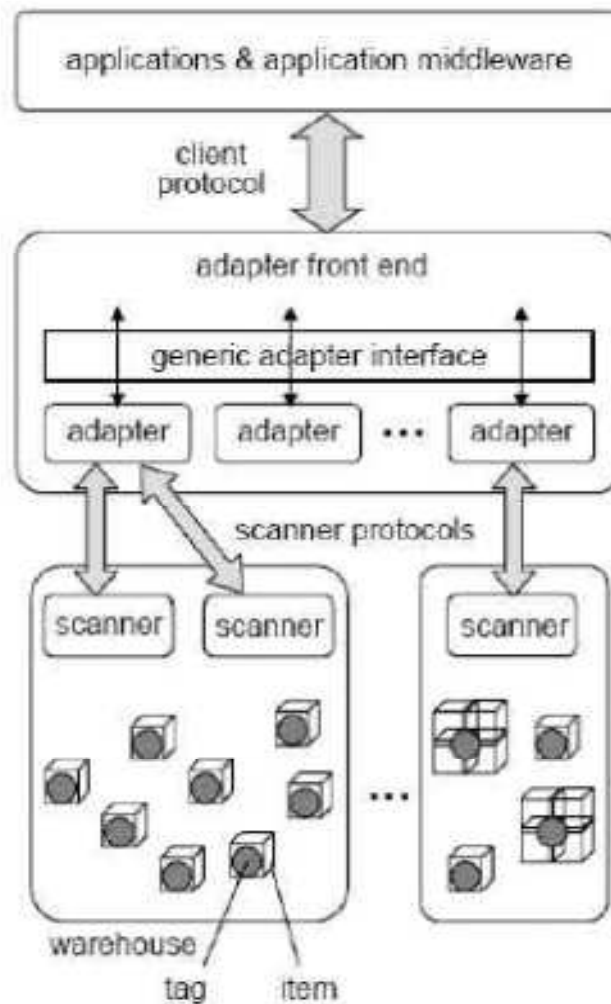 applications & application middleware
client
protocol
adapter front end
generic adapter interface
adapter
adapter
•••
adapter
scanner protocols
scanner
scanner
scanner
•••
warehouse
tag
item